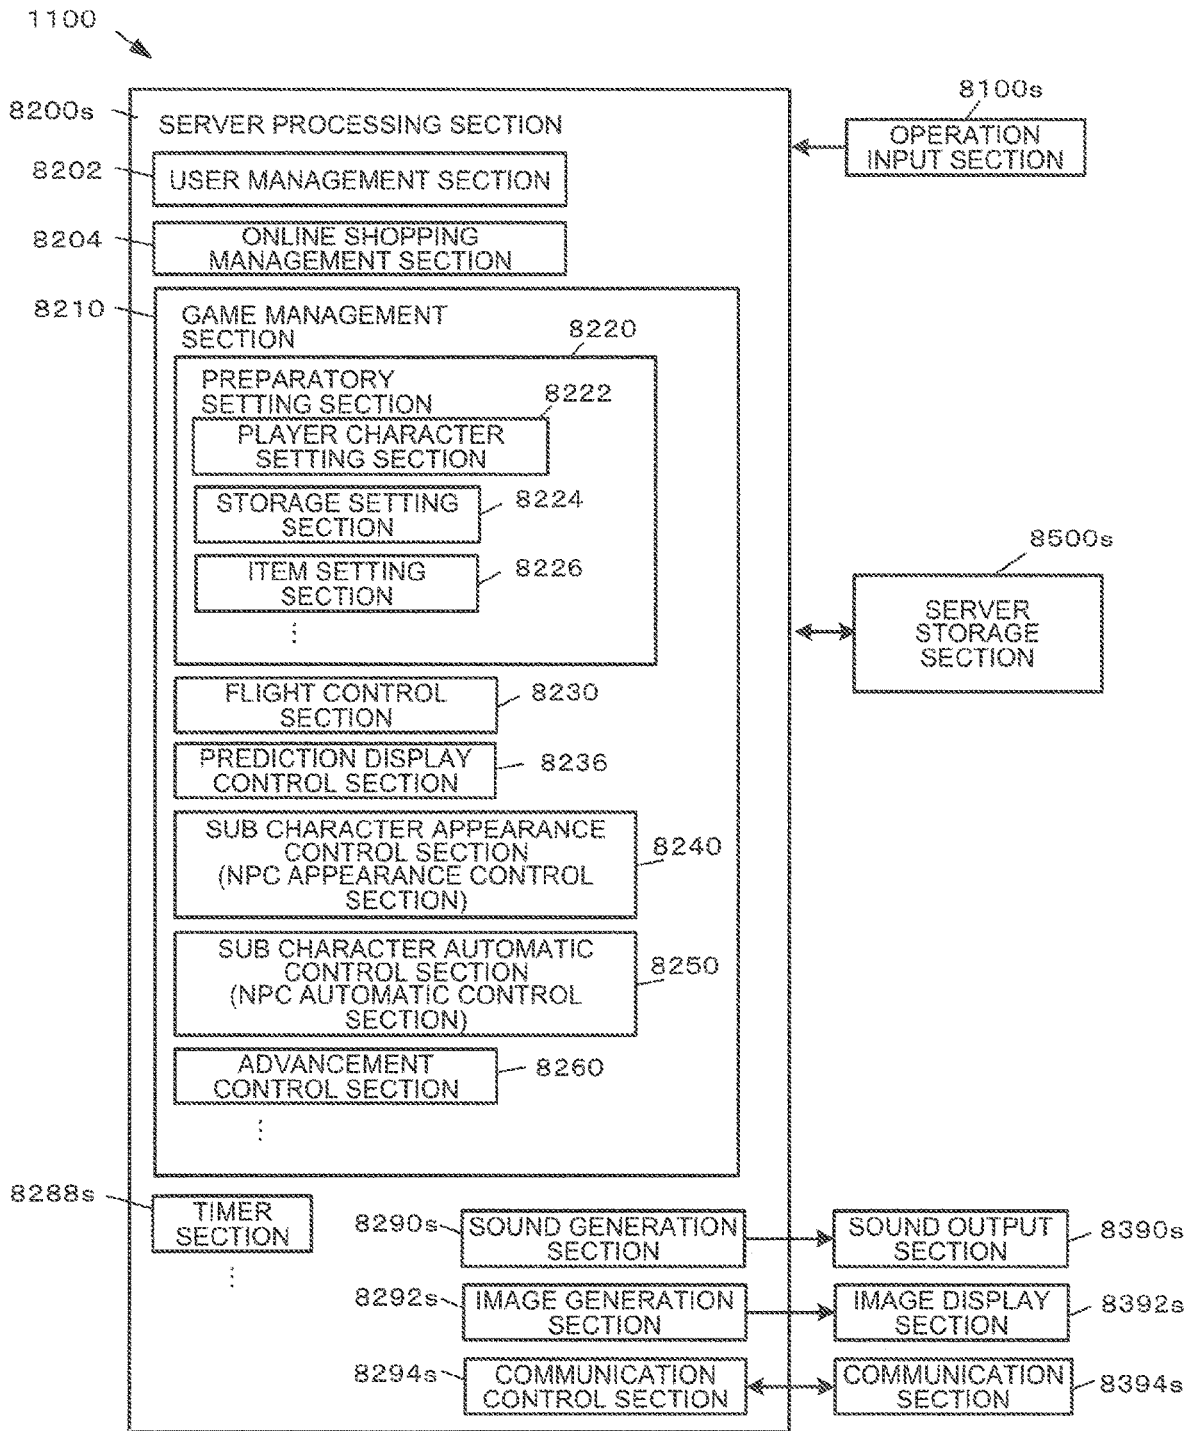 1100
8200s
SERVER PROCESSING SECTION
8100s
OPERATION
INPUT SECTION
8202
USER MANAGEMENT SECTION
8204
ONLINE SHOPPING
MANAGEMENT SECTION
8210
GAME MANAGEMENT
SECTION
8220
PREPARATORY
SETTING SECTION
8222
PLAYER CHARACTER
SETTING SECTION
STORAGE SETTING
SECTION
8224
ITEM SETTING
SECTION
8226
8500s
SERVER
STORAGE
SECTION
FLIGHT CONTROL
SECTION
8230
PREDICTION DISPLAY
CONTROL SECTION
8236
SUB CHARACTER APPEARANCE
CONTROL SECTION
(NPC APPEARANCE CONTROL
SECTION)
8240
SUB CHARACTER AUTOMATIC
CONTROL SECTION
(NPC AUTOMATIC CONTROL
SECTION)
8250
ADVANCEMENT
CONTROL SECTION
8260
8288s
TIMER
SECTION
8290s
SOUND GENERATION
SECTION
SOUND OUTPUT
SECTION
8390s
8292s
IMAGE GENERATION
SECTION
IMAGE DISPLAY
SECTION
8392s
8294s
COMMUNICATION
CONTROL SECTION
COMMUNICATION
SECTION
8394s